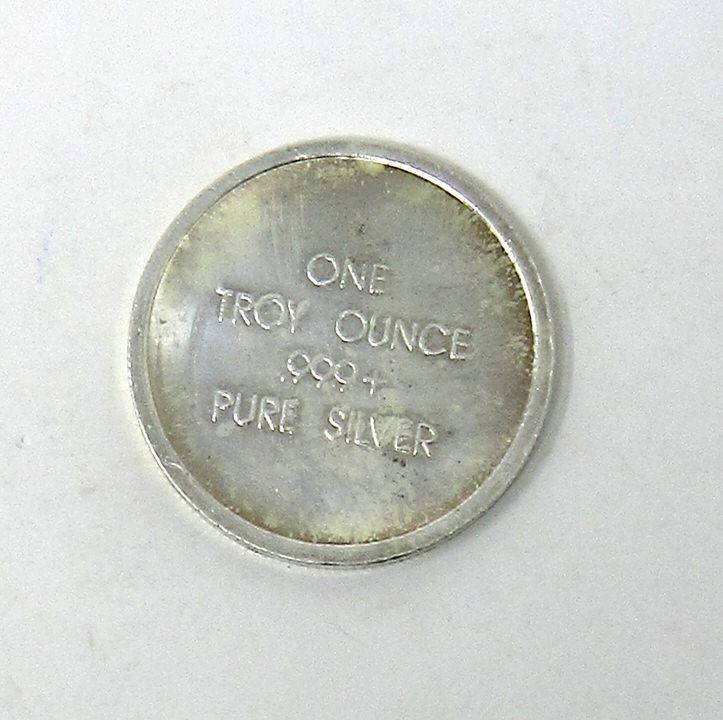 ONE
TROY OUNCE
.999+
PURE SILVER